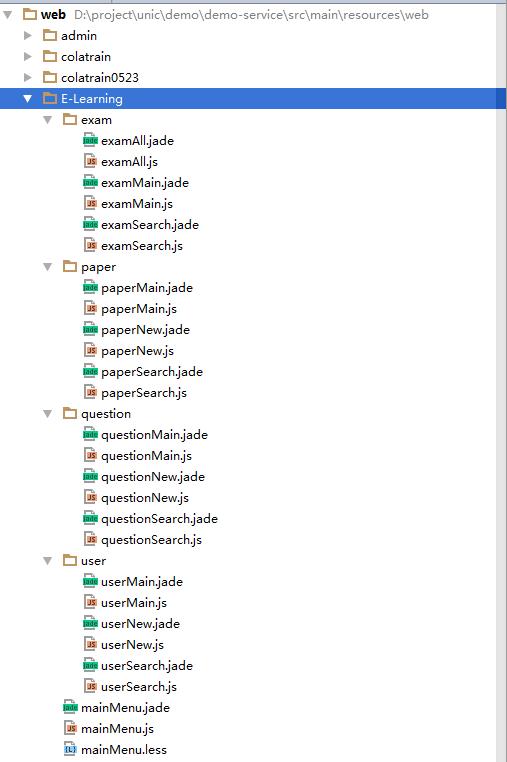 web D:\project\unic\demo\demo-service\src\main\resources\web
admin
colatrain
colatrain0523
E-Learning
exam
examAll.jade
examAll.js
examMain.jade
examMain.js
examSearch.jade
examSearch.js
paper
paperMain.jade
paperMain.js
paperNew.jade
paperNew.js
paperSearch.jade
paperSearch.js
question
questionMain.jade
questionMain.js
questionNew.jade
questionNew.js
questionSearch.jade
questionSearch.js
user
userMain.jade
userMain.js
userNew.jade
userNew.js
userSearch.jade
userSearch.js
mainMenu.jade
mainMenu.js
mainMenu.less